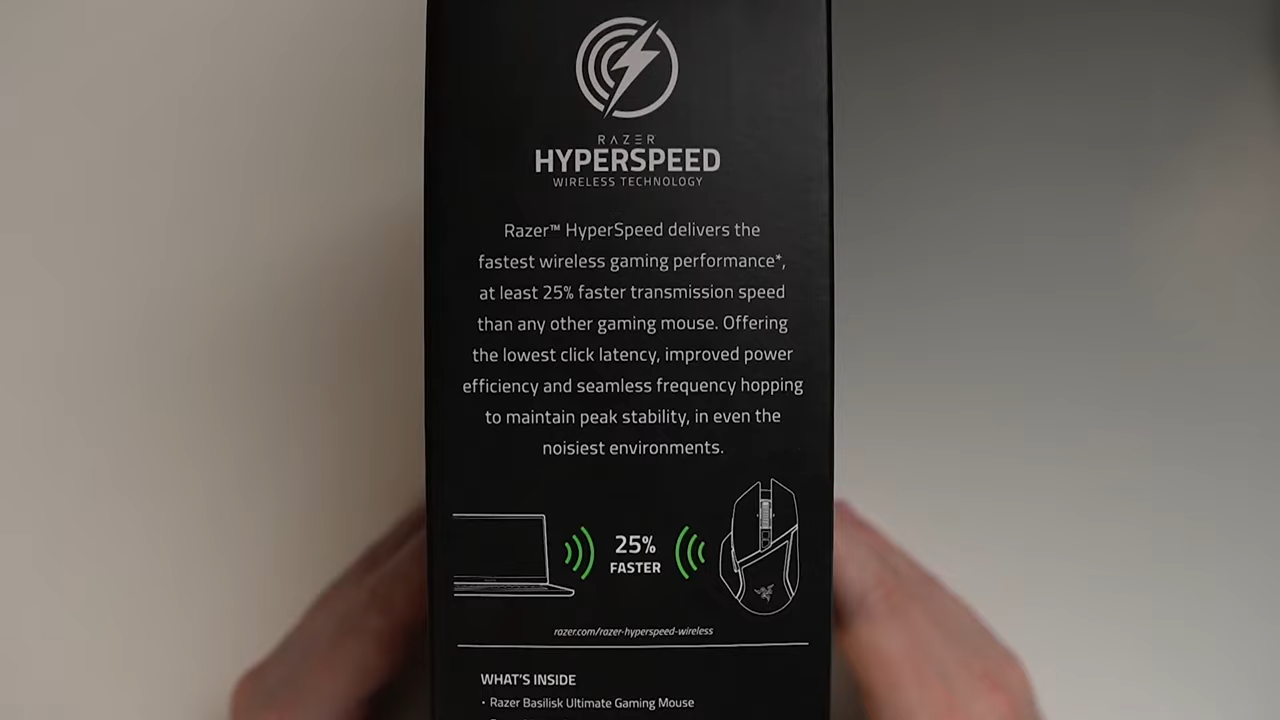 RAZER
HYPERSPEED
WIRELESS TECHNOLOGY
Razer™ HyperSpeed delivers the
fastest wireless gaming performance*,
at least 25% faster transmission speed
than any other gaming mouse. Offering
the lowest click latency, improved power
efficiency and seamless frequency hopping
to maintain peak stability, in even the
noisiest environments.
25%
FASTER
razer.com/razer-hyperspeed-wireless
WHAT'S INSIDE
• Razer Basilisk Ultimate Gaming Mouse